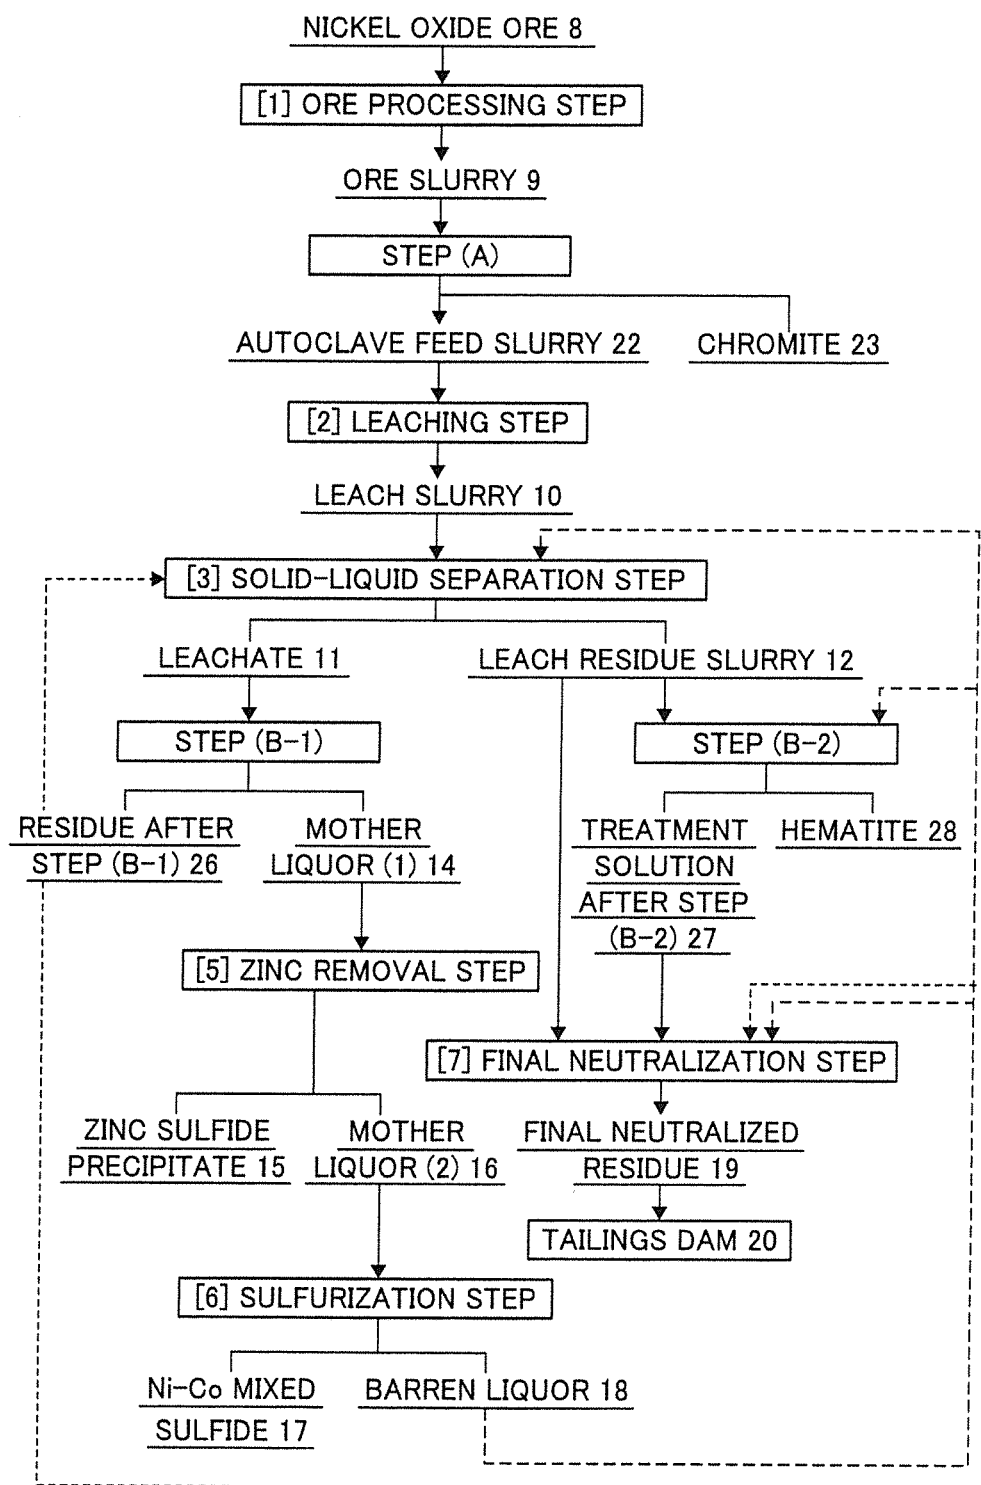 NICKEL OXIDE ORE 8
[1] ORE PROCESSING STEP
ORE SLURRY 9
STEP (A)
AUTOCLAVE FEED SLURRY 22
CHROMITE 23
[2] LEACHING STEP
LEACH SLURRY 10
[3] SOLID-LIQUID SEPARATION STEP
LEACHATE 11
LEACH RESIDUE SLURRY 12
STEP (B-1)
STEP (B-2)
RESIDUE AFTER
STEP (B-1) 26
MOTHER
LIQUOR (1) 14
TREATMENT
SOLUTION
AFTER STEP
(B-2) 27
HEMATITE 28
[5] ZINC REMOVAL STEP
[7] FINAL NEUTRALIZATION STEP
ZINC SULFIDE
PRECIPITATE 15
MOTHER
LIQUOR (2) 16
FINAL NEUTRALIZED
RESIDUE 19
TAILINGS DAM 20
[6] SULFURIZATION STEP
Ni-Co MIXED
SULFIDE 17
BARREN LIQUOR 18